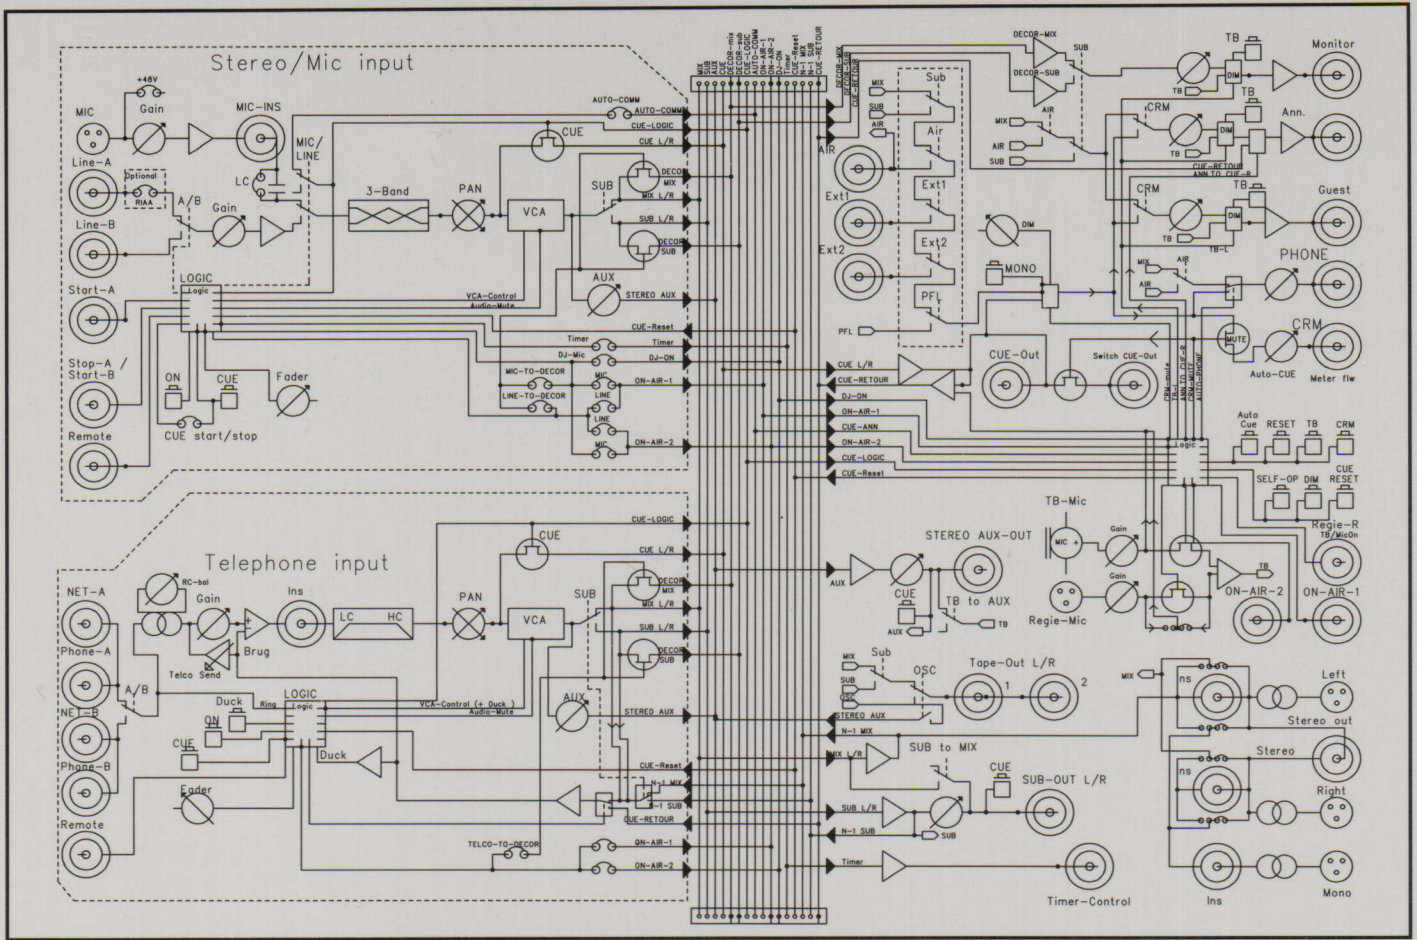 Stereo/Mic input
+48V
MIC
Gain
MIC-INS
MIC/
LINE
LC
Line-A
Optional
RIAA
A/B
Line-B
Gain
3-Band
PAN
VCA
CUE
SUB
AUX
AUTO-COMM
AUTO-COMM
CUE-LOGIC
CUE L/R
DECOR
MIX
MIX L/R
SUB L/R
DECOR
SUB
STEREO AUX
LOGIC
Logic
VCA-Control
Audio-Mute
Start-A
Stop-A /
Start-B
Remote
ON
CUE
CUE start/stop
Fader
CUE-Reset
Timer
Timer
DJ-Mic
DJ-ON
MIC-TO-DECOR
LINE-TO-DECOR
MIC
LINE
LINE
MIC
ON-AIR-1
ON-AIR-2
Telephone input
NET-A
Phone-A
NET-B
Phone-B
Remote
RC-bal
Gain
Ins
Brug
Telco Send
A/B
LC HC
PAN
VCA
CUE
SUB
AUX
CUE-LOGIC
CUE L/R
DECOR
MIX
MIX L/R
SUB L/R
DECOR
SUB
STEREO AUX
Duck
ON
CUE
Fader
Ring
LOGIC
Logic
VCA-Control (+ Duck )
Audio-Mute
Duck
CUE-Reset
N-1 MIX
N-1 SUB
CUE-RETOUR
TELCO-TO-DECOR
ON-AIR-1
ON-AIR-2
MIX
SUB
AUX
CUE
DECOR-mix
DECOR-sub
CUE-LOGIC
AUTO-COMM
ON-AIR-1
ON-AIR-2
DJ-ON
Timer
CUE-Reset
N-1 MIX
N-1 SUB
CUE-RETOUR
DECOR-MIX
DECOR-SUB
CUE-RETOUR
AIR
MIX
SUB
AIR
Sub
Air
Ext1
Ext2
PFL
Ext1
Ext2
PFL
DECOR-MIX
DECOR-SUB
SUB
MIX
AIR
AIR
SUB
TB
TB
DIM
Monitor
TB
CRM
TB
DIM
Ann.
CUE-RETOUR
ANN TO CUE-R
TB
CRM
TB
DIM
TB-L
Guest
DIM
MONO
MIX
AIR
AIR
PHONE
MUTE
Auto-CUE
CRM
Meter flw
CUE L/R
CUE-RETOUR
DJ-ON
ON-AIR-1
CUE-ANN
ON-AIR-2
CUE-LOGIC
CUE-Reset
CUE-Out
Switch CUE-Out
CRM-mute
TB-L
ANN TO CUE-R
CRM-MUTE
AUTO-PHONE
Logic
Auto
Cue
RESET
TB
CRM
SELF-OP
DIM
CUE
RESET
TB-Mic
MIC +
Gain
Regie-Mic
Gain
TB
Regie-R
TB/MicOn
ON-AIR-2
ON-AIR-1
AUX
CUE
AUX
STEREO AUX-OUT
TB to AUX
TB
MIX
SUB
OSC
Sub
OSC
Tape-Out L/R
1
2
STEREO AUX
N-1 MIX
MIX L/R
SUB to MIX
CUE
SUB-OUT L/R
SUB L/R
N-1 SUB
SUB
Timer
Timer-Control
MIX
ns
Left
Stereo out
Stereo
ns
Right
Ins
Mono